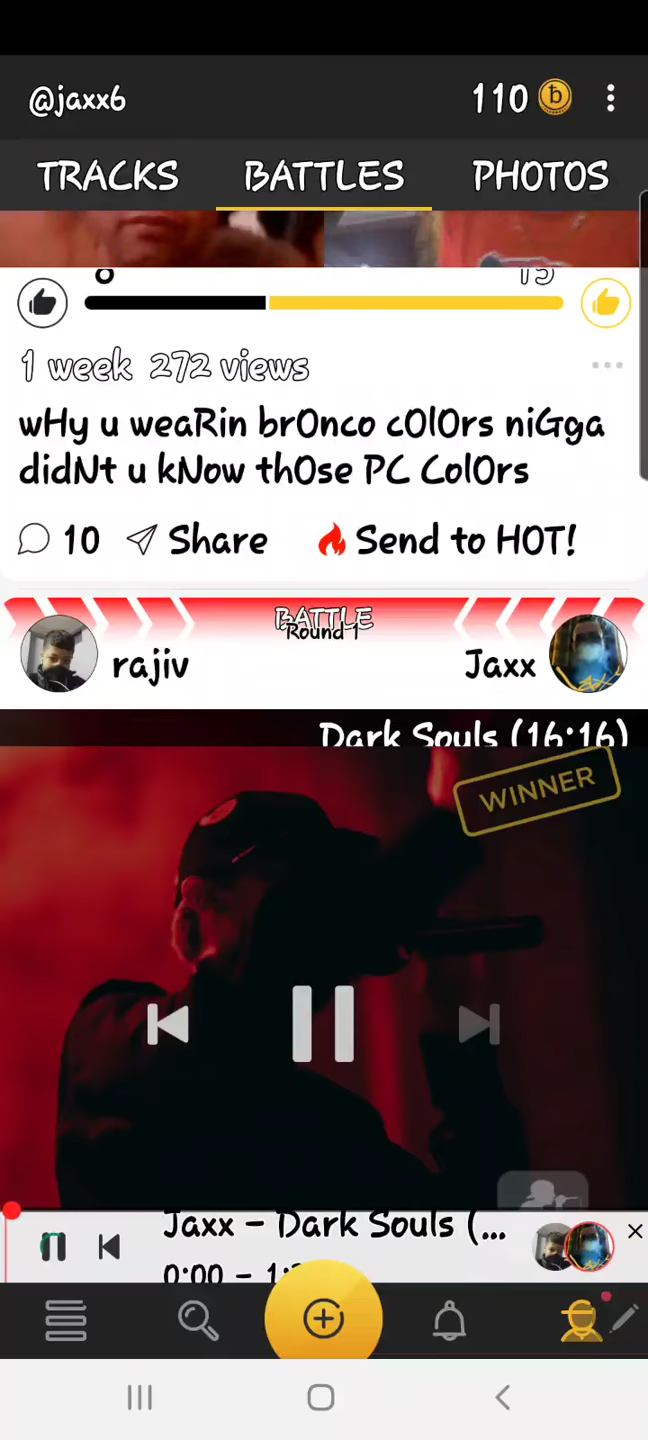 @jaxx6 110
TRACKS BATTLES PHOTOS
15
1 week 272 views
wHy u weaRin br0nco c0l0rs niGga
didNt u kNow th0se PC Col0rs
10 Share Send to HOT!
BATTLE
Round 1
rajiv Jaxx
Dark Souls (16:16)
WINNER
Jaxx - Dark Souls (...
0:00 - 1: